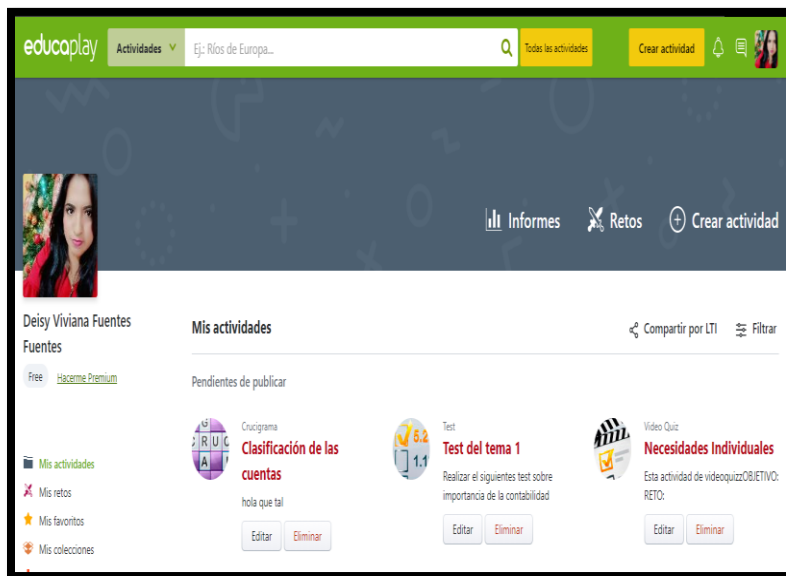 educaplay
Actividades
Ej.: Ríos de Europa...
Todas las actividades
Crear actividad
Informes
Retos
Crear actividad
Deisy Viviana Fuentes
Fuentes
Free
Hacerme Premium
Mis actividades
Compartir por LTI
Filtrar
Pendientes de publicar
Crucigrama
Clasificación de las
cuentas
hola que tal
Editar
Eliminar
Test
Test del tema 1
Realizar el siguientes test sobre
importancia de la contabilidad
Editar
Eliminar
Video Quiz
Necesidades Individuales
Esta actividad de videoquizzOBJETIVO:
RETO:
Editar
Eliminar
Mis actividades
Mis retos
Mis favoritos
Mis colecciones
G
R U C
A
5.2
1.1